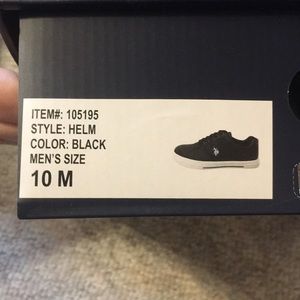 ITEM#: 105195
STYLE: HELM
COLOR: BLACK
MEN'S SIZE
10 M